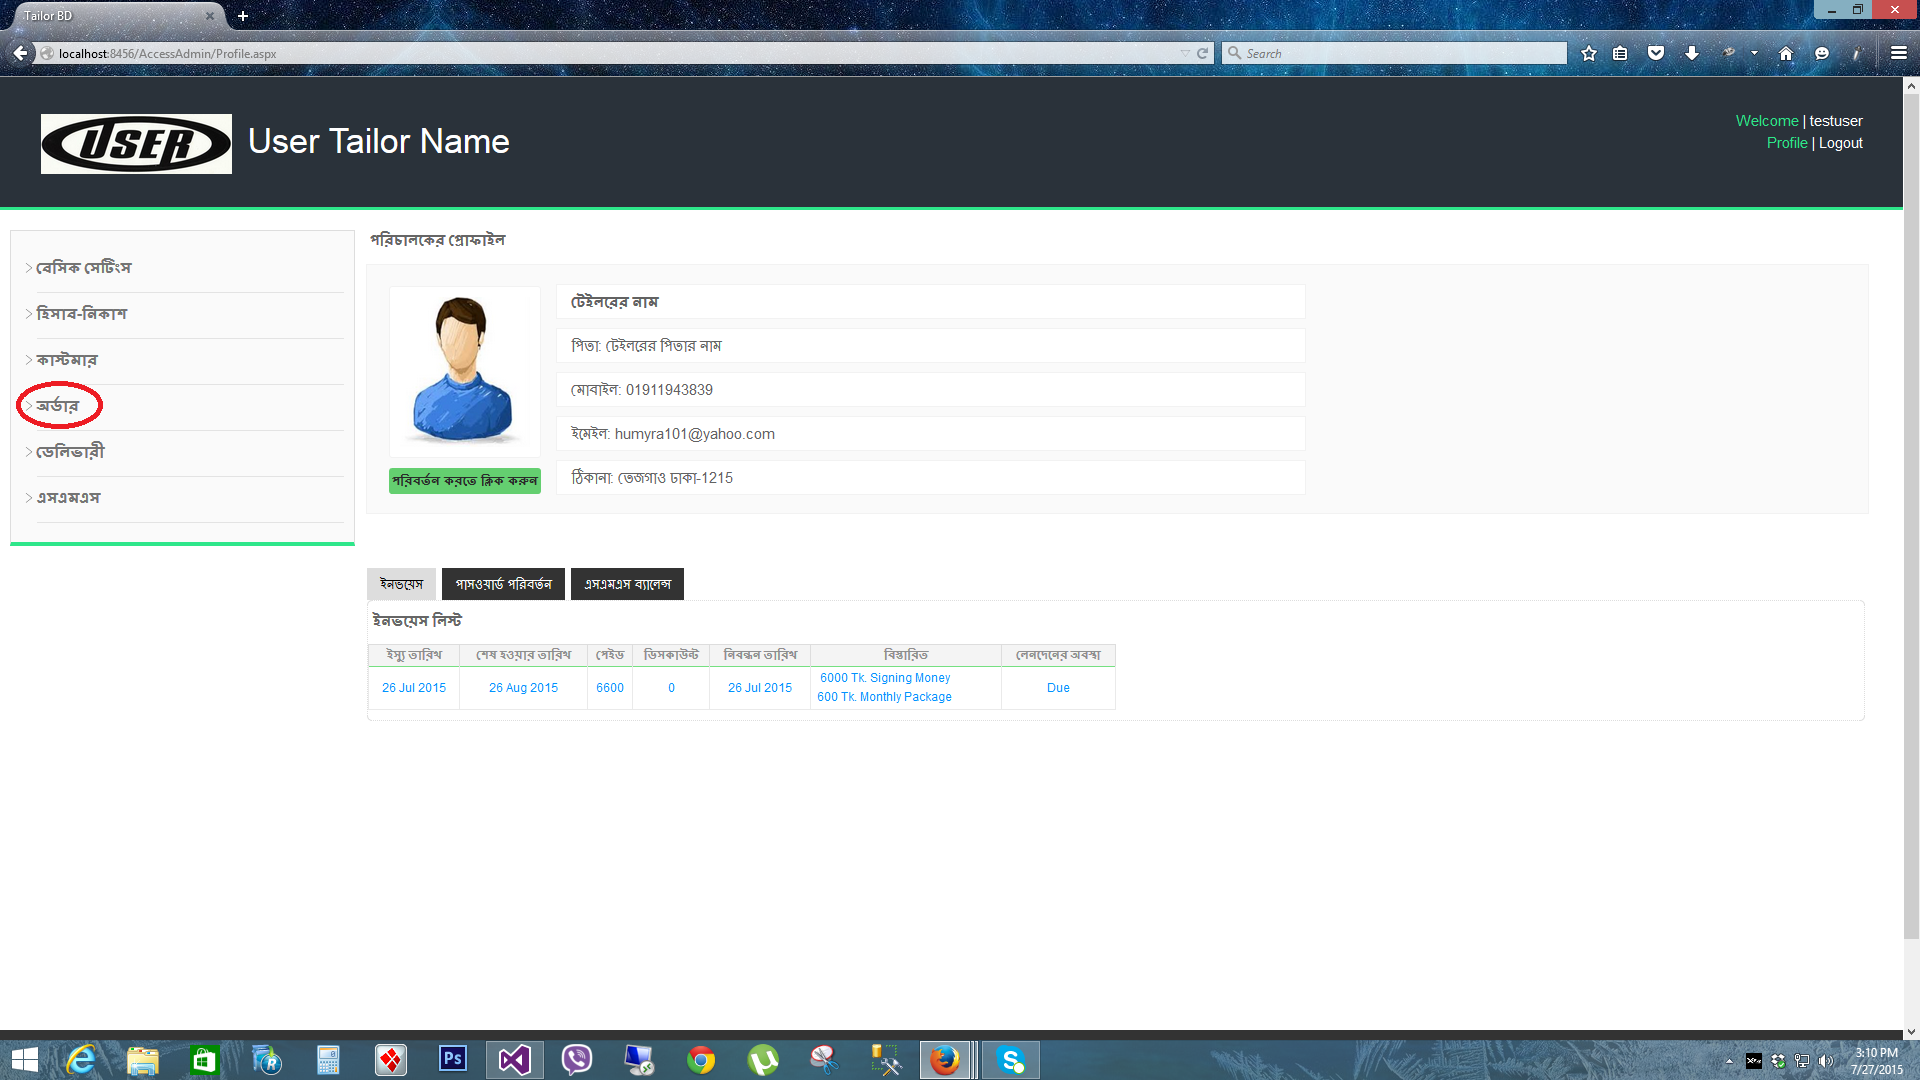 Tailor BD
localhost:8456/AccessAdmin/Profile.aspx
Search
USER
User Tailor Name
Welcome | testuser
Profile | Logout
বেসিক সেটিংস
হিসাব-নিকাশ
কাস্টমার
অর্ডার
ডেলিভারী
এসএমএস
পরিচালকের প্রোফাইল
টেইলরের নাম
পিতা: টেইলরের পিতার নাম
মোবাইল: 01911943839
ইমেইল: humyra101@yahoo.com
ঠিকানা: তেজগাও ঢাকা-1215
পরিবর্তন করতে ক্লিক করুন
ইনভয়েস পাসওয়ার্ড পরিবর্তন এসএমএস ব্যালেন্স
ইনভয়েস লিস্ট
ইস্যু তারিখ শেষ হওয়ার তারিখ পেইড ডিসকাউন্ট নিবন্ধন তারিখ বিস্তারিত লেনদেনের অবস্থা
26 Jul 2015 26 Aug 2015 6600 0 26 Jul 2015 6000 Tk. Signing Money Due
600 Tk. Monthly Package
Ps
3:10 PM
7/27/2015